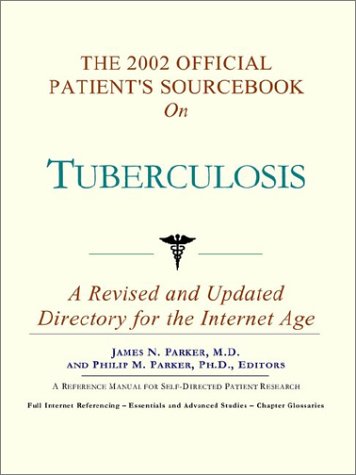 THE 2002 OFFICIAL
PATIENT'S SOURCEBOOK
On
TUBERCULOSIS
A Revised and Updated
Directory for the Internet Age
JAMES N. PARKER, M.D.
AND PHILIP M. PARKER, PH.D., EDITORS
A REFERENCE MANUAL FOR SELF-DIRECTED PATIENT RESEARCH
Full Internet Referencing – Essentials and Advanced Studies – Chapter Glossaries